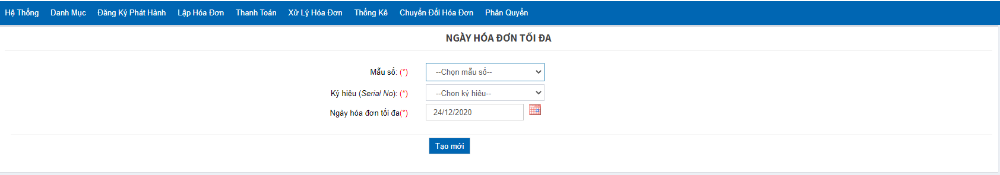 Hệ Thống Danh Mục Đăng Ký Phát Hành Lập Hóa Đơn Thanh Toán Xử Lý Hóa Đơn Thống Kê Chuyển Đổi Hóa Đơn Phân Quyền
NGÀY HÓA ĐƠN TỐI ĐA
Mẫu số: (*) --Chọn mẫu số--
Ký hiệu (Serial No): (*) --Chọn ký hiệu--
Ngày hóa đơn tối đa(*) 24/12/2020
Tạo mới